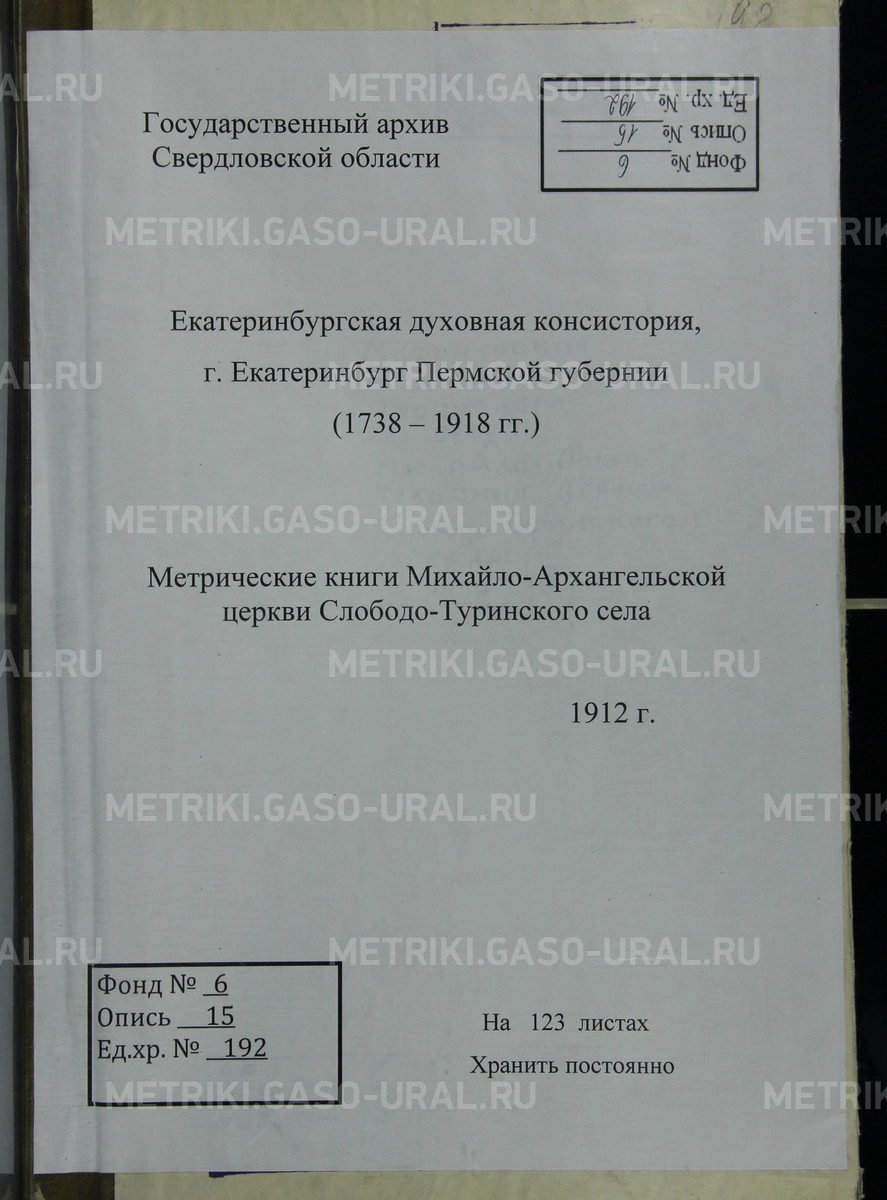 192
Государственный архив
Свердловской области
Фонд № 6
Опись № 15
Ед. хр. № 192
Екатеринбургская духовная консистория,
г. Екатеринбург Пермской губернии
(1738 – 1918 гг.)
Метрические книги Михайло-Архангельской
церкви Слободо-Туринского села
1912 г.
Фонд № 6
Опись 15
Ед.хр. № 192
На 123 листах
Хранить постоянно
METRIKI.GASO-URAL.RU